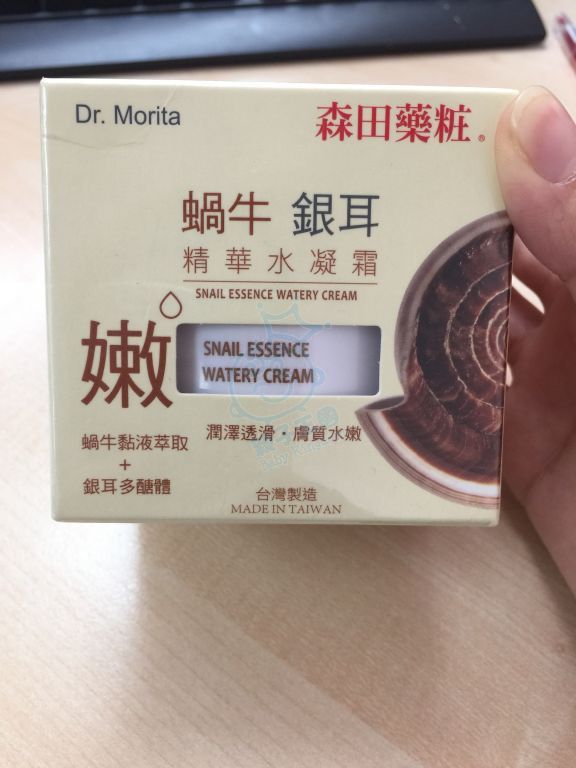 Dr. Morita
森田藥粧®
蝸牛 銀耳
精華水凝霜
SNAIL ESSENCE WATERY CREAM
嫩
SNAIL ESSENCE
WATERY CREAM
潤澤透滑・膚質水嫩
蝸牛黏液萃取
+
銀耳多醣體
台灣製造
MADE IN TAIWAN